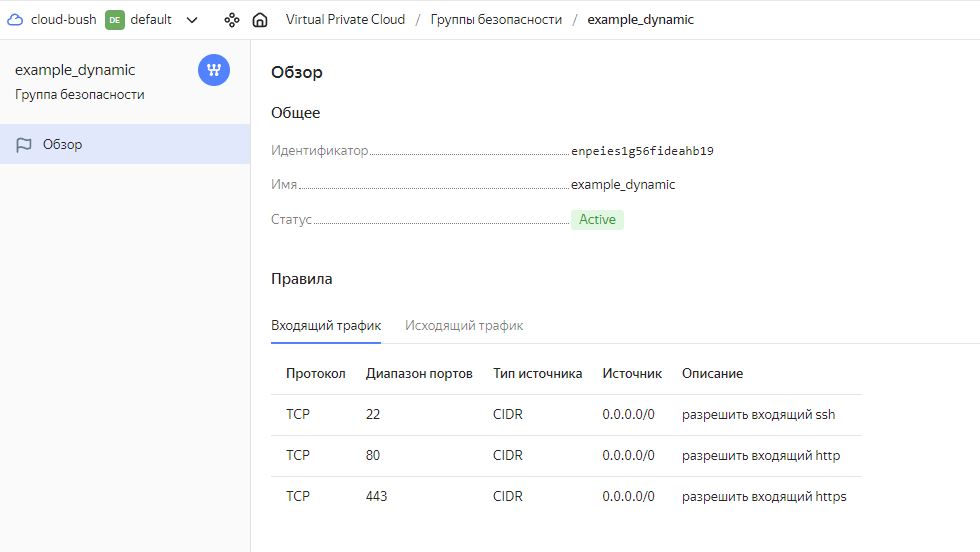 cloud-bush DE default Virtual Private Cloud / Группы безопасности / example_dynamic
example_dynamic
Группа безопасности
Обзор
Обзор
Общее
Идентификатор enpeies1g56fideahb19
Имя example_dynamic
Статус Active
Правила
Входящий трафик Исходящий трафик
Протокол Диапазон портов Тип источника Источник Описание
TCP 22 CIDR 0.0.0.0/0 разрешить входящий ssh
TCP 80 CIDR 0.0.0.0/0 разрешить входящий http
TCP 443 CIDR 0.0.0.0/0 разрешить входящий https